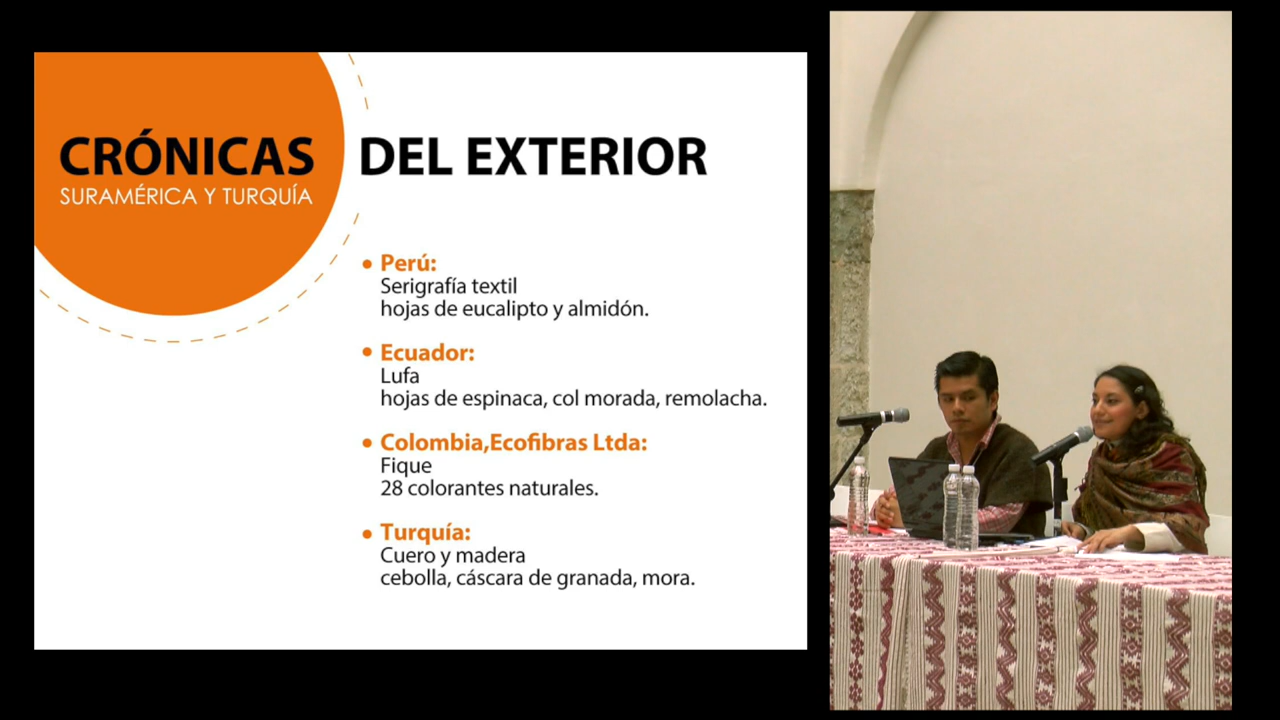 CRÓNICAS DEL EXTERIOR
SURAMÉRICA Y TURQUÍA
• Perú:
Serigrafía textil
hojas de eucalipto y almidón.
• Ecuador:
Lufa
hojas de espinaca, col morada, remolacha.
• Colombia,Ecofibras Ltda:
Fique
28 colorantes naturales.
• Turquía:
Cuero y madera
cebolla, cáscara de granada, mora.